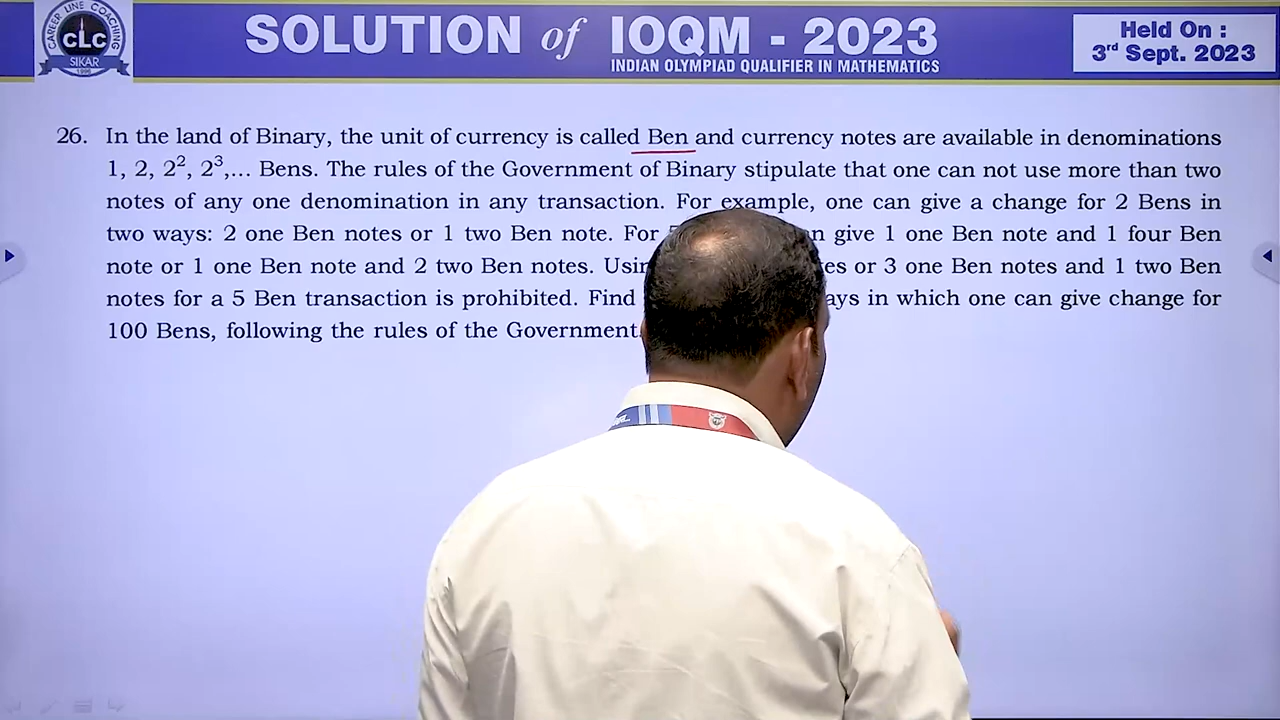 CAREER LINE COACHING
CLC
SIKAR
1996
SOLUTION of IOQM - 2023
INDIAN OLYMPIAD QUALIFIER IN MATHEMATICS
Held On :
3rd Sept. 2023
26. In the land of Binary, the unit of currency is called Ben and currency notes are available in denominations
1, 2, 2², 2³,... Bens. The rules of the Government of Binary stipulate that one can not use more than two
notes of any one denomination in any transaction. For example, one can give a change for 2 Bens in
two ways: 2 one Ben notes or 1 two Ben note. For give 1 one Ben note and 1 four Ben
note or 1 one Ben note and 2 two Ben notes. or 3 one Ben notes and 1 two Ben
notes for a 5 Ben transaction is prohibited. Find in which one can give change for
100 Bens, following the rules of the Government